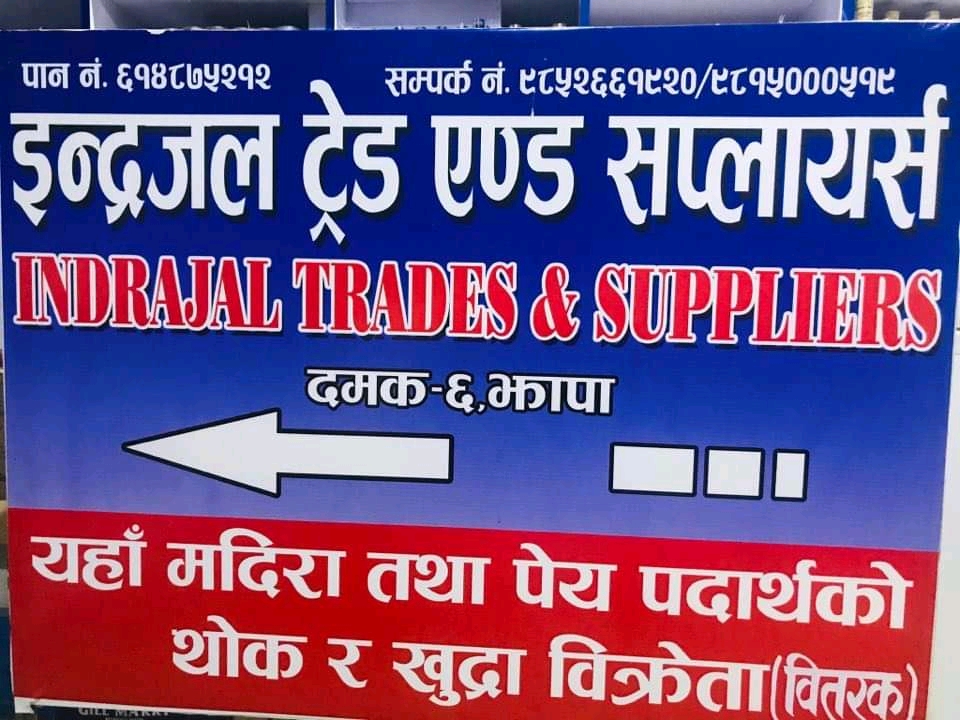 पान नं. ६१४८७५२१२ सम्पर्क नं. ९८५२६६१९२०/९८१५०००५१९
इन्द्रजल ट्रेड एण्ड सप्लायर्स
INDRAJAL TRADES & SUPPLIERS
दमक-६,झापा
यहाँ मदिरा तथा पेय पदार्थको
थोक र खुद्रा विक्रेता(वितरक)